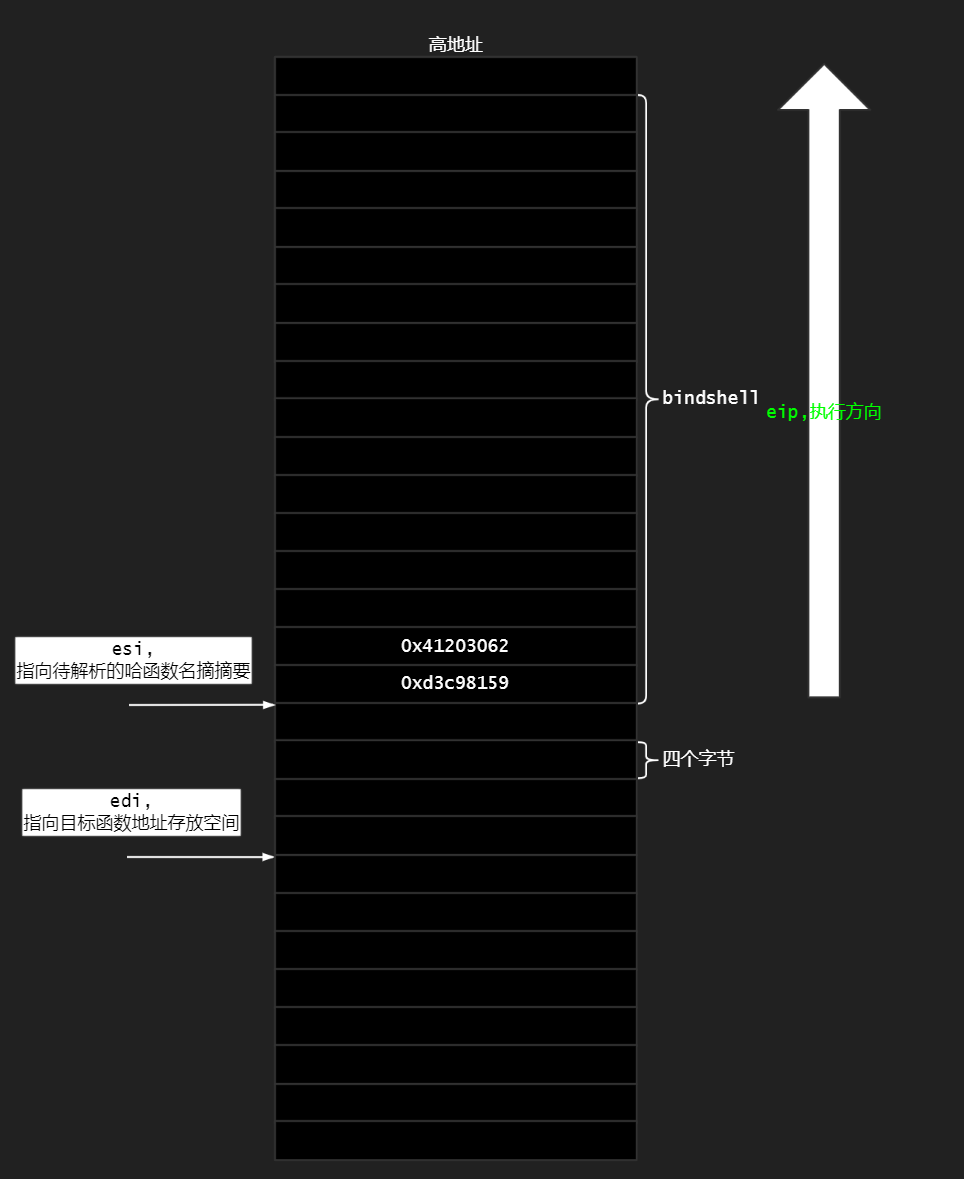 高地址
bindshell
eip,执行方向
0x41203062
esi,
指向待解析的哈函数名摘摘要
0xd3c98159
四个字节
edi,
指向目标函数地址存放空间